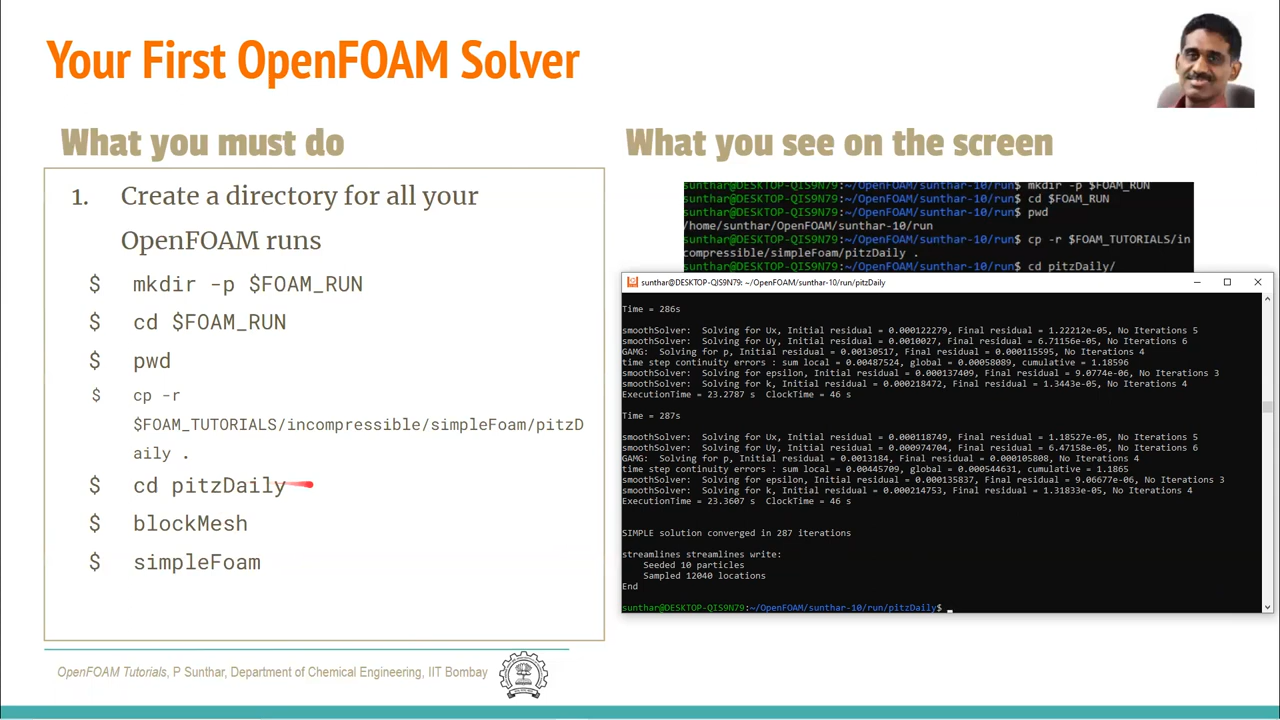 Your First OpenFOAM Solver
What you must do
1. Create a directory for all your
OpenFOAM runs
$ mkdir -p $FOAM_RUN
$ cd $FOAM_RUN
$ pwd
$ cp -r
$FOAM_TUTORIALS/incompressible/simpleFoam/pitzD
aily .
$ cd pitzDaily
$ blockMesh
$ simpleFoam
What you see on the screen
sunthar@DESKTOP-QIS9N79:~/OpenFOAM/sunthar-10/run$ mkdir -p $FOAM_RUN
sunthar@DESKTOP-QIS9N79:~/OpenFOAM/sunthar-10/run$ cd $FOAM_RUN
sunthar@DESKTOP-QIS9N79:~/OpenFOAM/sunthar-10/run$ pwd
/home/sunthar/OpenFOAM/sunthar-10/run
sunthar@DESKTOP-QIS9N79:~/OpenFOAM/sunthar-10/run$ cp -r $FOAM_TUTORIALS/in
compressible/simpleFoam/pitzDaily .
sunthar@DESKTOP-QIS9N79:~/OpenFOAM/sunthar-10/run$ cd pitzDaily/
sunthar@DESKTOP-QIS9N79: ~/OpenFOAM/sunthar-10/run/pitzDaily
Time = 286s
smoothSolver:  Solving for Ux, Initial residual = 0.000122279, Final residual = 1.22212e-05, No Iterations 5
smoothSolver:  Solving for Uy, Initial residual = 0.0010027, Final residual = 6.71156e-05, No Iterations 6
GAMG:  Solving for p, Initial residual = 0.00130517, Final residual = 0.000115595, No Iterations 4
time step continuity errors : sum local = 0.00487524, global = 0.00058089, cumulative = 1.18596
smoothSolver:  Solving for epsilon, Initial residual = 0.000137409, Final residual = 9.0774e-06, No Iterations 3
smoothSolver:  Solving for k, Initial residual = 0.000218472, Final residual = 1.3443e-05, No Iterations 4
ExecutionTime = 23.2787 s  ClockTime = 46 s
Time = 287s
smoothSolver:  Solving for Ux, Initial residual = 0.000118749, Final residual = 1.18527e-05, No Iterations 5
smoothSolver:  Solving for Uy, Initial residual = 0.000974704, Final residual = 6.47158e-05, No Iterations 6
GAMG:  Solving for p, Initial residual = 0.0013184, Final residual = 0.000105808, No Iterations 4
time step continuity errors : sum local = 0.00445709, global = 0.000544631, cumulative = 1.1865
smoothSolver:  Solving for epsilon, Initial residual = 0.000135837, Final residual = 9.06677e-06, No Iterations 3
smoothSolver:  Solving for k, Initial residual = 0.000214753, Final residual = 1.31833e-05, No Iterations 4
ExecutionTime = 23.3607 s  ClockTime = 46 s
SIMPLE solution converged in 287 iterations
streamlines streamlines write:
Seeded 10 particles
Sampled 12040 locations
End
sunthar@DESKTOP-QIS9N79:~/OpenFOAM/sunthar-10/run/pitzDaily$
OpenFOAM Tutorials, P Sunthar, Department of Chemical Engineering, IIT Bombay